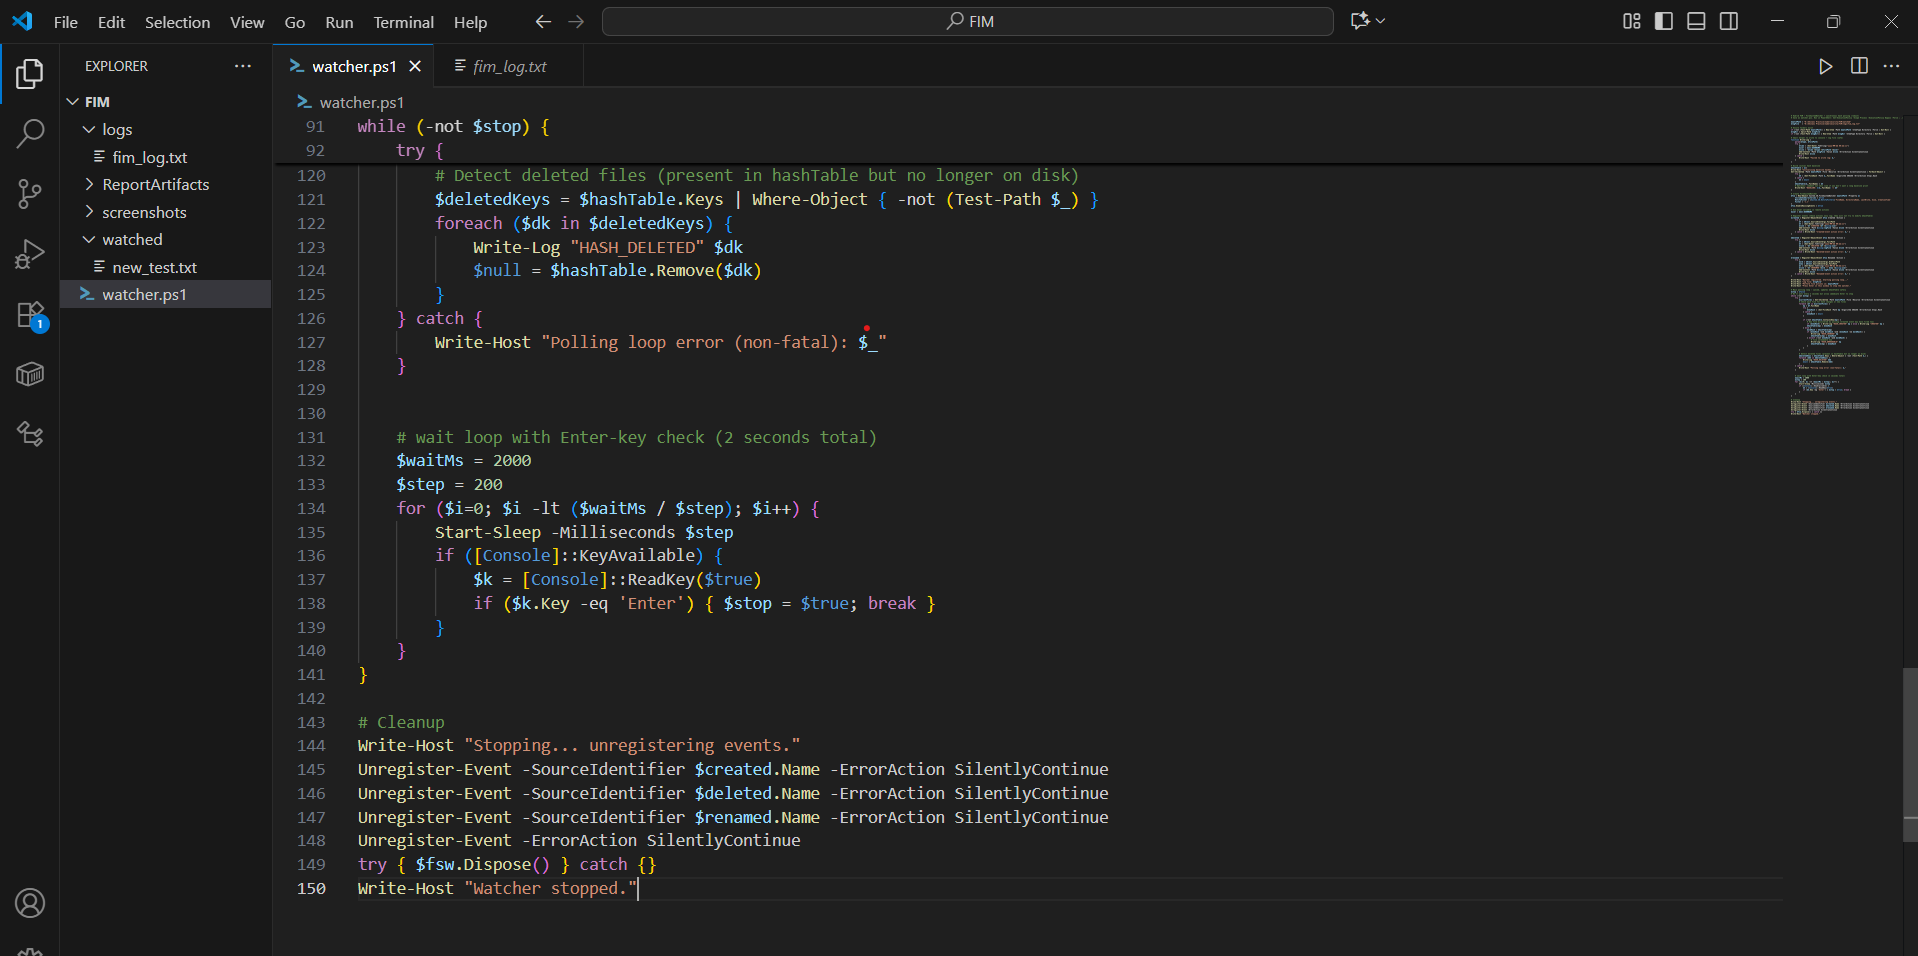 File Edit Selection View Go Run Terminal Help
FIM
EXPLORER
FIM
logs
fim_log.txt
ReportArtifacts
screenshots
watched
new_test.txt
watcher.ps1
1
watcher.ps1
fim_log.txt
watcher.ps1
91 while (-not $stop) {
92 try {
120 # Detect deleted files (present in hashTable but no longer on disk)
121 $deletedKeys = $hashTable.Keys | Where-Object { -not (Test-Path $_) }
122 foreach ($dk in $deletedKeys) {
123 Write-Log "HASH_DELETED" $dk
124 $null = $hashTable.Remove($dk)
125 }
126 } catch {
127 Write-Host "Polling loop error (non-fatal): $_"
128 }
129
130
131 # wait loop with Enter-key check (2 seconds total)
132 $waitMs = 2000
133 $step = 200
134 for ($i=0; $i -lt ($waitMs / $step); $i++) {
135 Start-Sleep -Milliseconds $step
136 if ([Console]::KeyAvailable) {
137 $k = [Console]::ReadKey($true)
138 if ($k.Key -eq 'Enter') { $stop = $true; break }
139 }
140 }
141 }
142
143 # Cleanup
144 Write-Host "Stopping... unregistering events."
145 Unregister-Event -SourceIdentifier $created.Name -ErrorAction SilentlyContinue
146 Unregister-Event -SourceIdentifier $deleted.Name -ErrorAction SilentlyContinue
147 Unregister-Event -SourceIdentifier $renamed.Name -ErrorAction SilentlyContinue
148 Unregister-Event -ErrorAction SilentlyContinue
149 try { $fsw.Dispose() } catch {}
150 Write-Host "Watcher stopped."